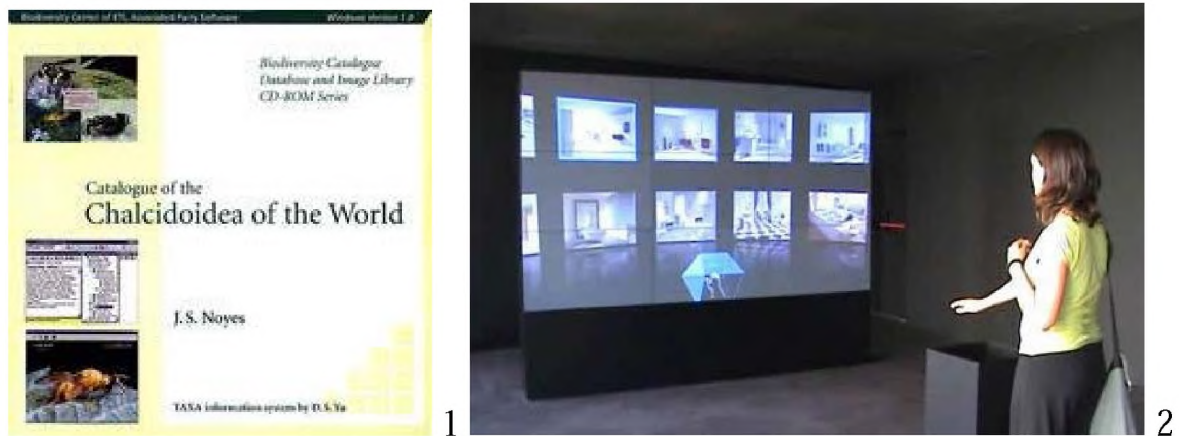 Biodiversity Center of ETI, Associated Party Software
Windows version 1.0
Biodiversity Catalogue
Database and Image Library
CD-ROM Series
Catalogue of the
Chalcidoidea of the World
J. S. Noyes
TAXA information system by D. S. Yu
1
2